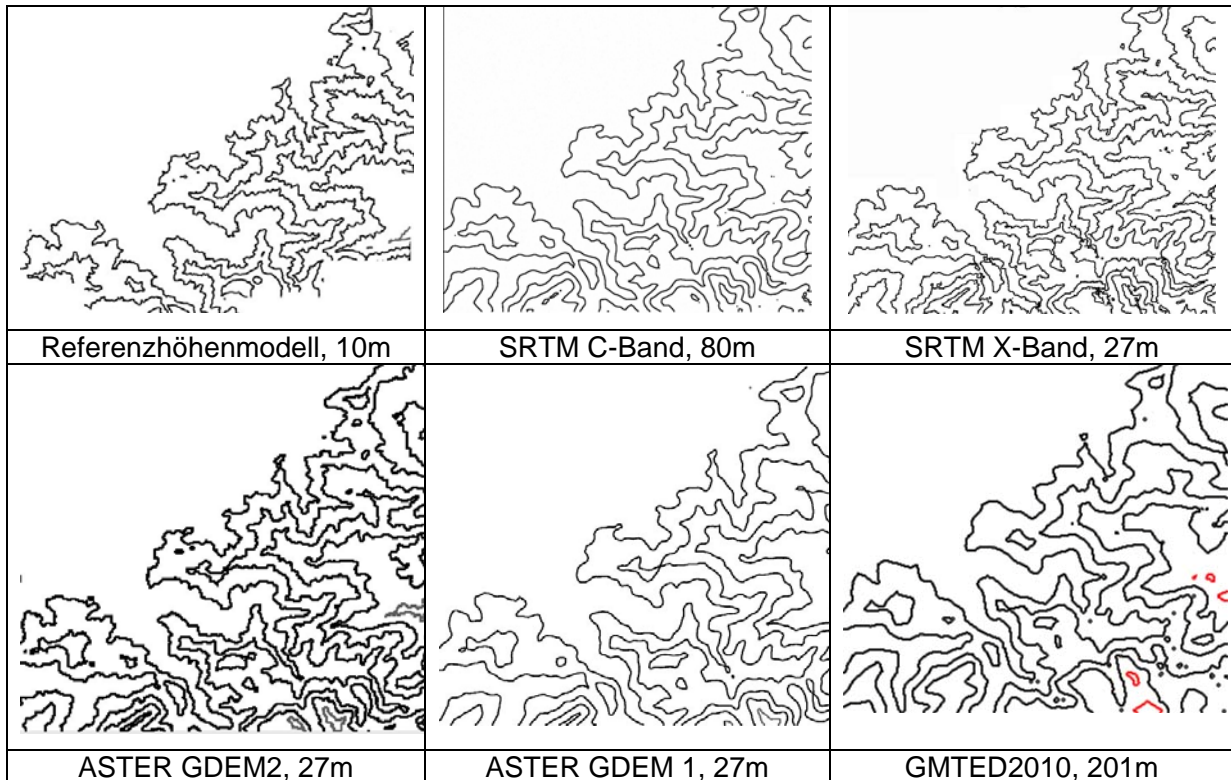 Referenzhöhenmodell, 10m
SRTM C-Band, 80m
SRTM X-Band, 27m
ASTER GDEM2, 27m
ASTER GDEM 1, 27m
GMTED2010, 201m